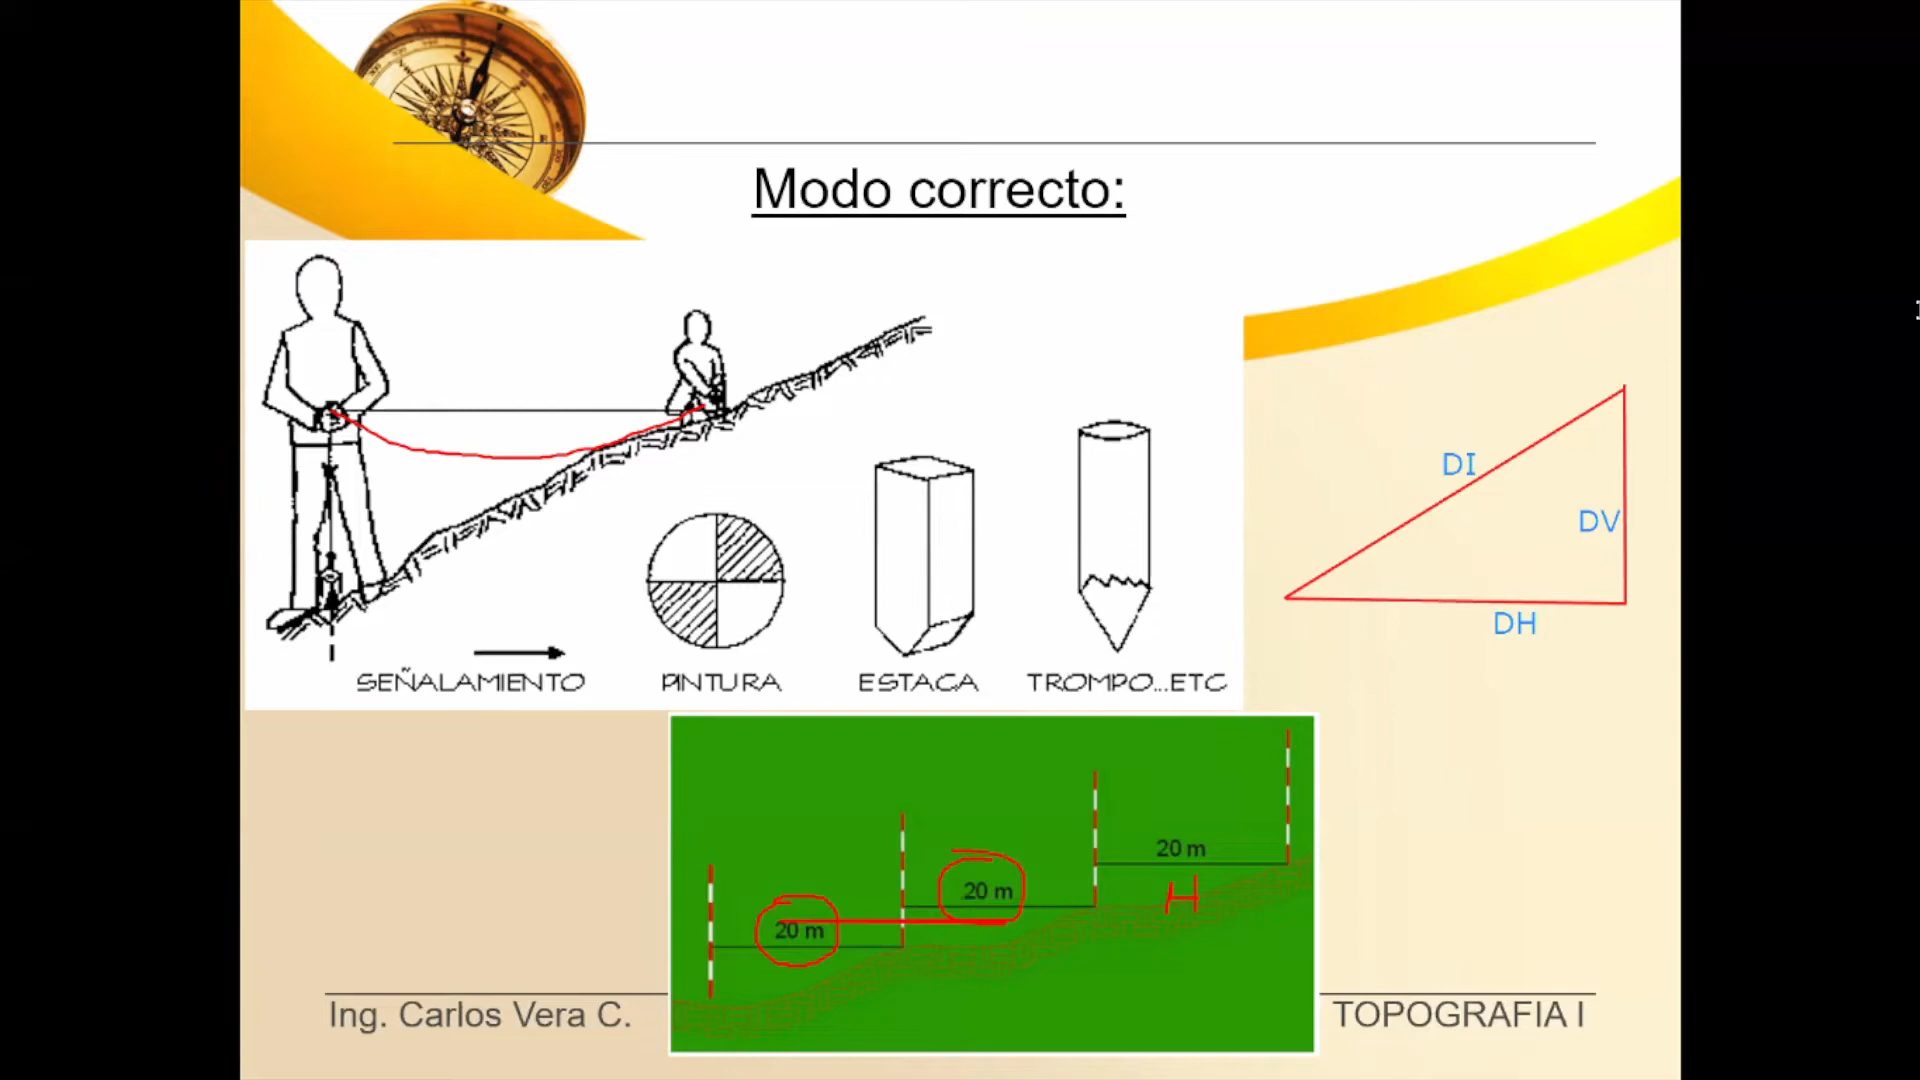 Modo correcto:
DI
DV
DH
SEÑALAMIENTO PINTURA ESTACA TROMPO...ETC
20 m
20 m
20 m
H
Ing. Carlos Vera C.
TOPOGRAFIA I